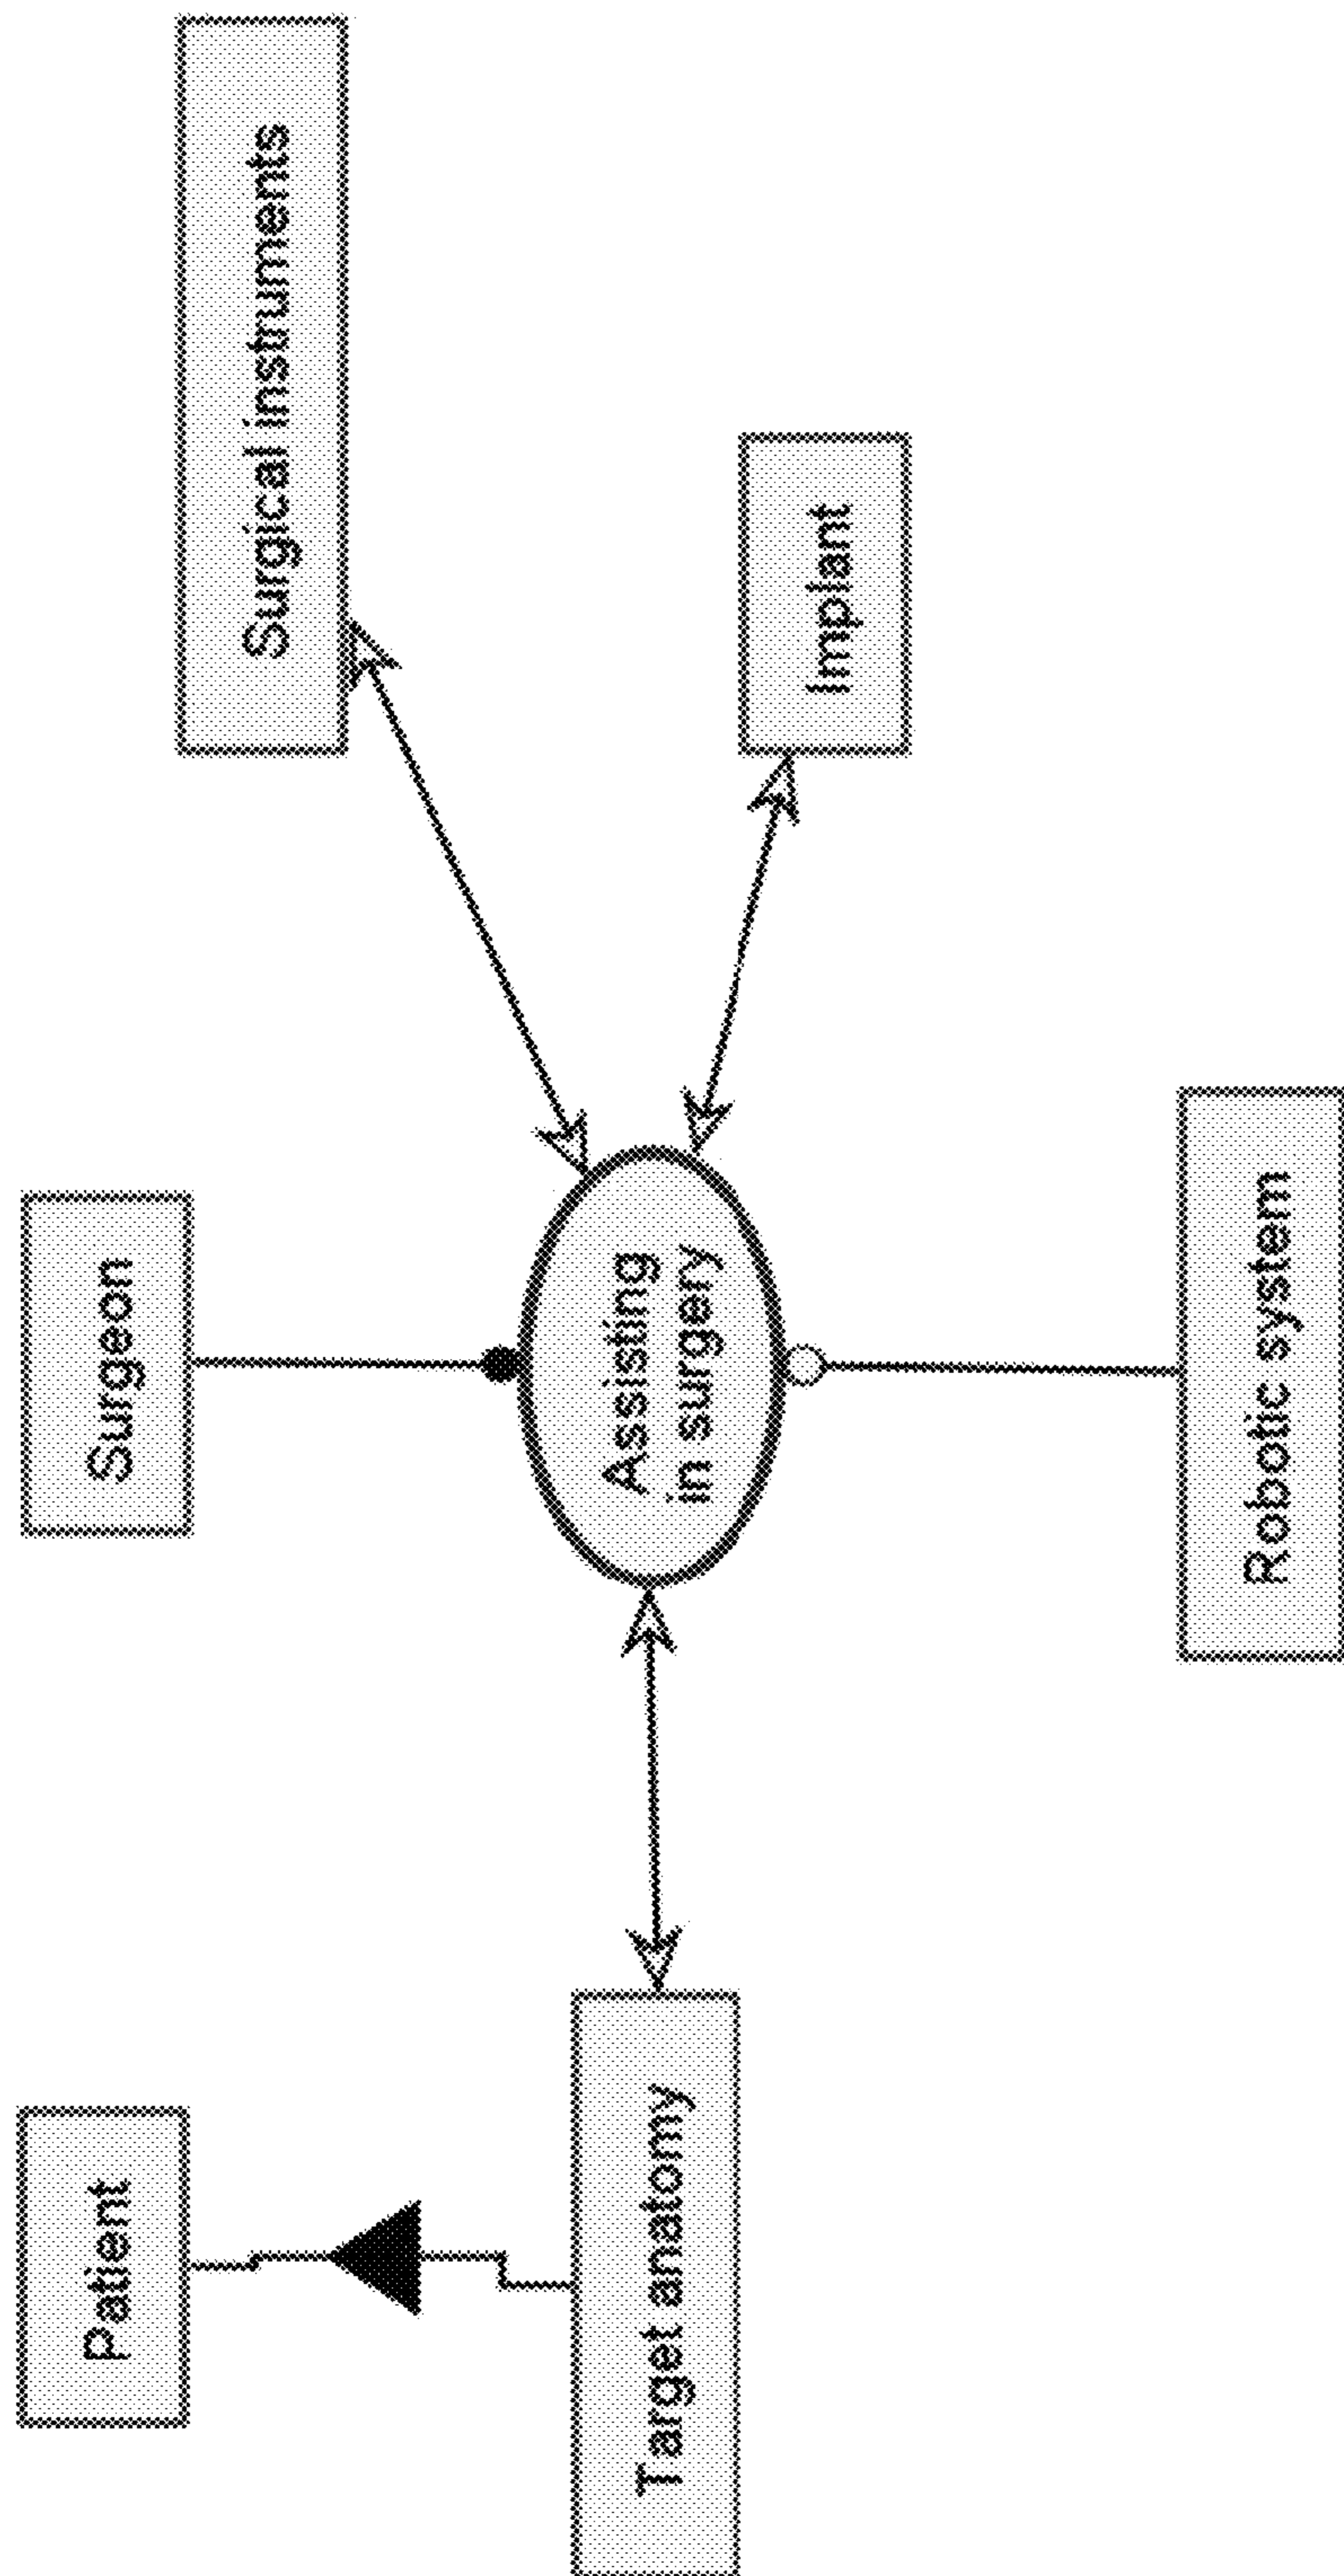 Patient
Surgeon
Surgical instruments
Target anatomy
Assisting
in surgery
Implant
Robotic system